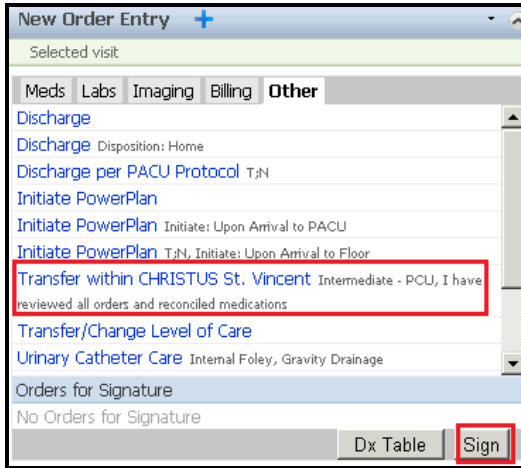 New Order Entry +
Selected visit
Meds Labs Imaging Billing Other
Discharge
Discharge Disposition: Home
Discharge per PACU Protocol T;N
Initiate PowerPlan
Initiate PowerPlan Initiate: Upon Arrival to PACU
Initiate PowerPlan T;N, Initiate: Upon Arrival to Floor
Transfer within CHRISTUS St. Vincent Intermediate - PCU, I have
reviewed all orders and reconciled medications
Transfer/Change Level of Care
Urinary Catheter Care Internal Foley, Gravity Drainage
Orders for Signature
No Orders for Signature
Dx Table Sign